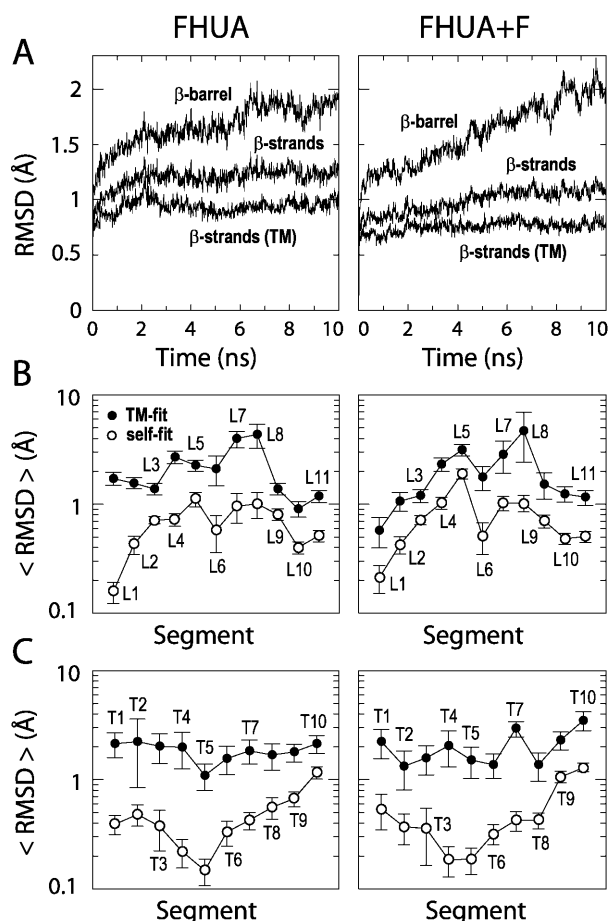 FHUA FHUA+F
A
RMSD (Å)
2
1.5
1
0.5
0
β-barrel
β-strands
β-strands (TM)
β-barrel
β-strands
β-strands (TM)
0 2 4 6 8 10
0 2 4 6 8 10
Time (ns) Time (ns)
B
< RMSD > (Å)
10
1
0.1
TM-fit
self-fit
L1 L2 L3 L4 L5 L6 L7 L8 L9 L10 L11
L1 L2 L3 L4 L5 L6 L7 L8 L9 L10 L11
Segment Segment
C
< RMSD > (Å)
10
1
0.1
T1 T2 T3 T4 T5 T6 T7 T8 T9 T10
T1 T2 T3 T4 T5 T6 T7 T8 T9 T10
Segment Segment